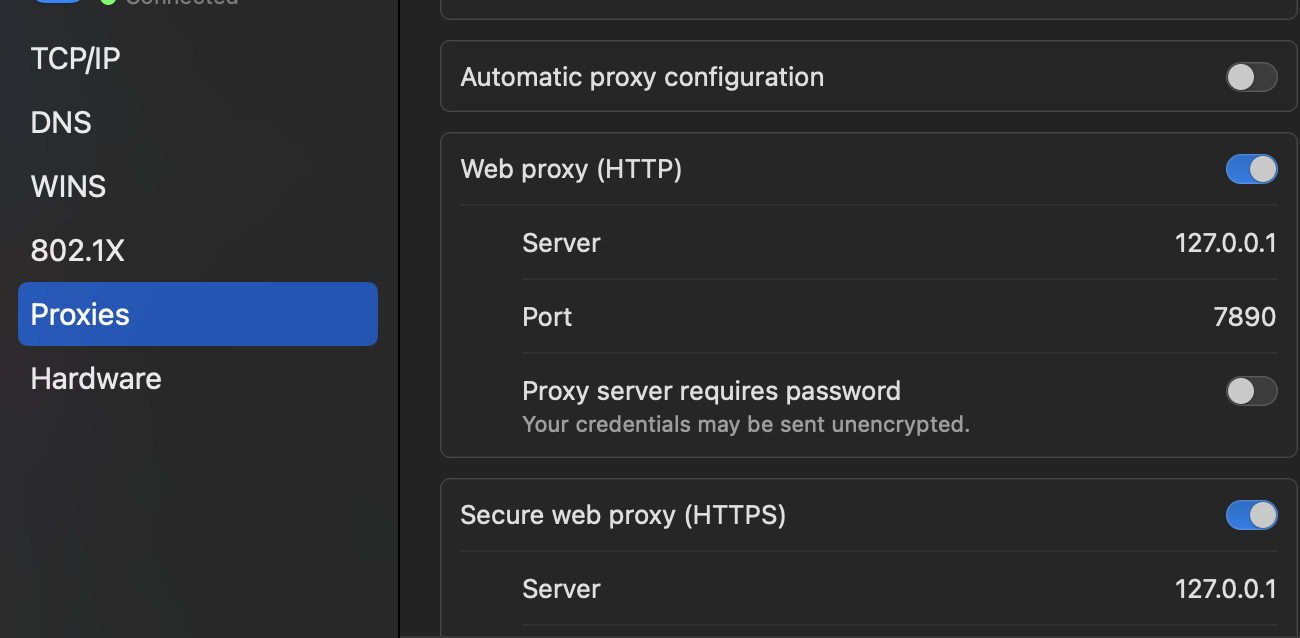 Connected
TCP/IP
DNS
WINS
802.1X
Proxies
Hardware
Automatic proxy configuration
Web proxy (HTTP)
Server 127.0.0.1
Port 7890
Proxy server requires password
Your credentials may be sent unencrypted.
Secure web proxy (HTTPS)
Server 127.0.0.1